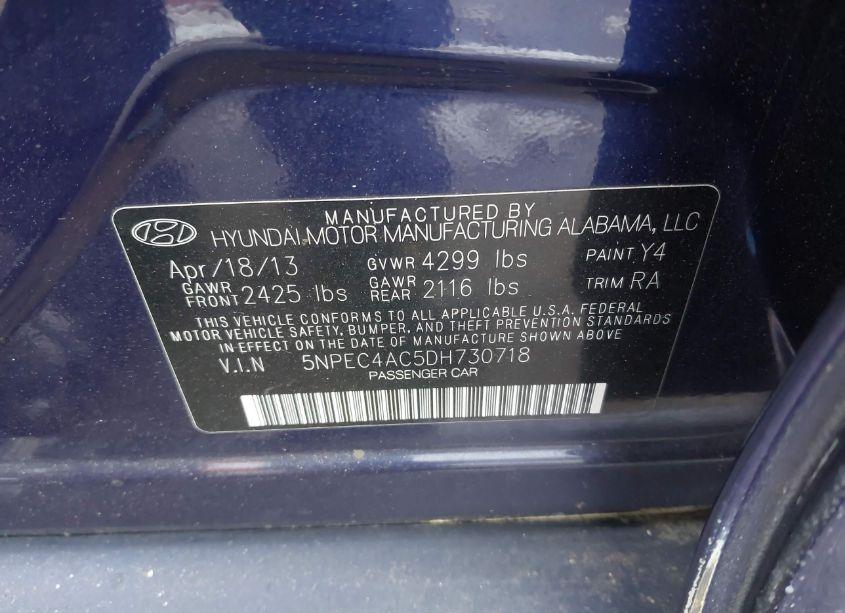 MANUFACTURED BY
HYUNDAI MOTOR MANUFACTURING ALABAMA, LLC
Apr/18/13 GVWR 4299 lbs PAINT Y4
GAWR FRONT 2425 lbs GAWR REAR 2116 lbs TRIM RA
THIS VEHICLE CONFORMS TO ALL APPLICABLE U.S.A. FEDERAL
MOTOR VEHICLE SAFETY, BUMPER, AND THEFT PREVENTION STANDARDS
IN EFFECT ON THE DATE OF MANUFACTURE SHOWN ABOVE
V.I.N 5NPEC4AC5DH730718
PASSENGER CAR